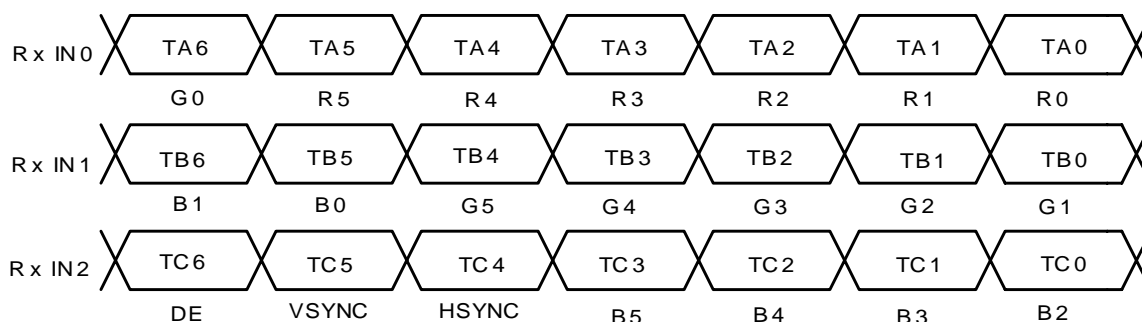 Rx IN0 TA6 TA5 TA4 TA3 TA2 TA1 TA0
G0 R5 R4 R3 R2 R1 R0
Rx IN1 TB6 TB5 TB4 TB3 TB2 TB1 TB0
B1 B0 G5 G4 G3 G2 G1
Rx IN2 TC6 TC5 TC4 TC3 TC2 TC1 TC0
DE VSYNC HSYNC B5 B4 B3 B2